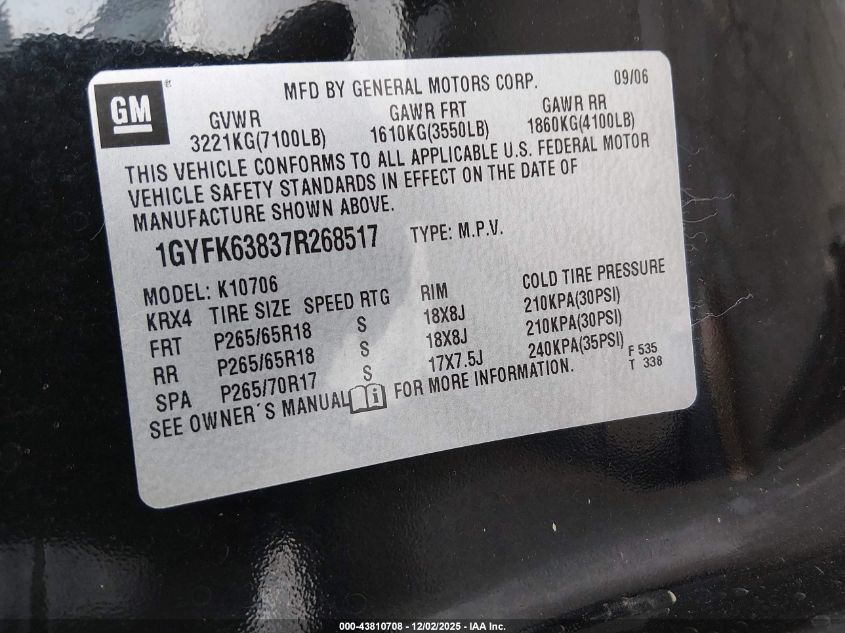 GM
®
MFD BY GENERAL MOTORS CORP. 09/06
GVWR GAWR FRT GAWR RR
3221KG(7100LB) 1610KG(3550LB) 1860KG(4100LB)
THIS VEHICLE CONFORMS TO ALL APPLICABLE U.S. FEDERAL MOTOR
VEHICLE SAFETY STANDARDS IN EFFECT ON THE DATE OF
MANUFACTURE SHOWN ABOVE.
1GYFK63837R268517 TYPE: M.P.V.
MODEL: K10706
KRX4 TIRE SIZE SPEED RTG RIM COLD TIRE PRESSURE
FRT P265/65R18 S 18X8J 210KPA(30PSI)
RR P265/65R18 S 18X8J 210KPA(30PSI)
SPA P265/70R17 S 17X7.5J 240KPA(35PSI)
SEE OWNER´S MANUAL FOR MORE INFORMATION.
F 535
T 338
000-43810708 - 12/02/2025 - IAA Inc.